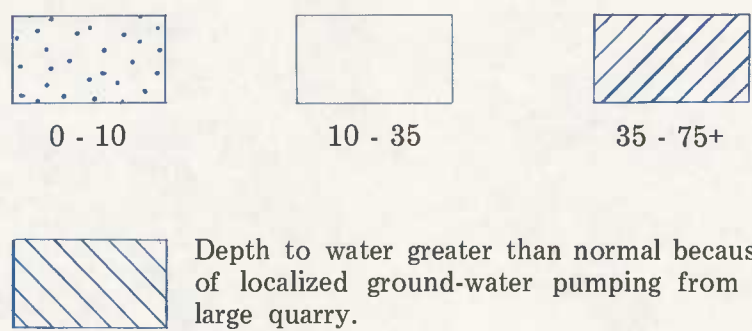 0 - 10 10 - 35 35 - 75+
Depth to water greater than normal becaus
of localized ground-water pumping from
large quarry.